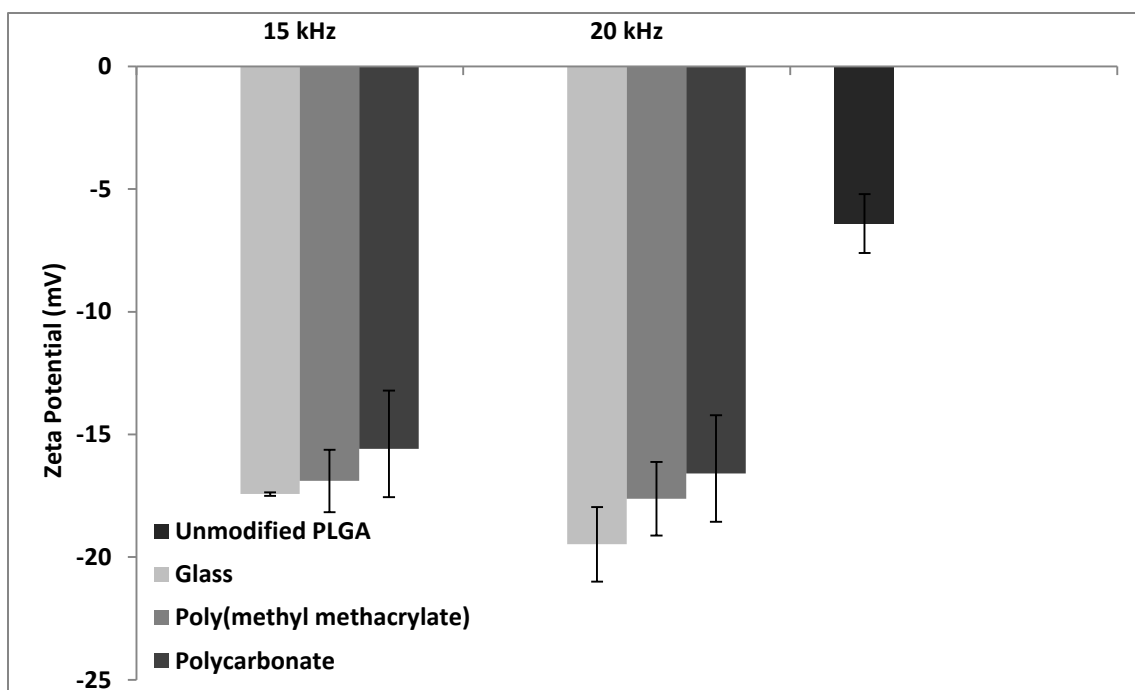 15 kHz 20 kHz
0
-5
-10
-15
-20
-25
Zeta Potential (mV)
Unmodified PLGA
Glass
Poly(methyl methacrylate)
Polycarbonate